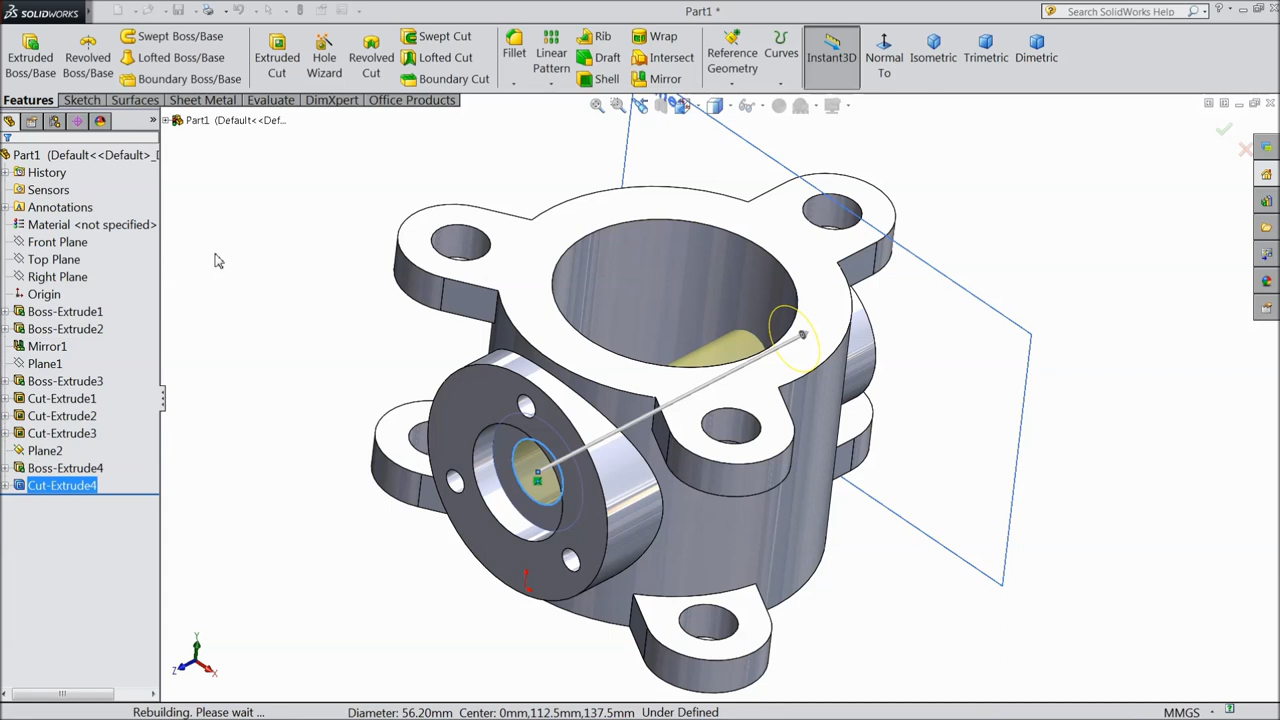 SOLIDWORKS
Part1 *
Search SolidWorks Help
Extruded Boss/Base
Revolved Boss/Base
Swept Boss/Base
Lofted Boss/Base
Boundary Boss/Base
Extruded Cut
Hole Wizard
Revolved Cut
Swept Cut
Lofted Cut
Boundary Cut
Fillet
Linear Pattern
Rib
Draft
Shell
Wrap
Intersect
Mirror
Reference Geometry
Curves
Instant3D
Normal To
Isometric
Trimetric
Dimetric
Features Sketch Surfaces Sheet Metal Evaluate DimXpert Office Products
Part1 (Default<<Def...
Part1 (Default<<Default>_[
History
Sensors
Annotations
Material <not specified>
Front Plane
Top Plane
Right Plane
Origin
Boss-Extrude1
Boss-Extrude2
Mirror1
Plane1
Boss-Extrude3
Cut-Extrude1
Cut-Extrude2
Cut-Extrude3
Plane2
Boss-Extrude4
Cut-Extrude4
Y
Z
X
Rebuilding. Please wait ... Diameter: 56.20mm Center: 0mm,112.5mm,137.5mm Under Defined MMGS